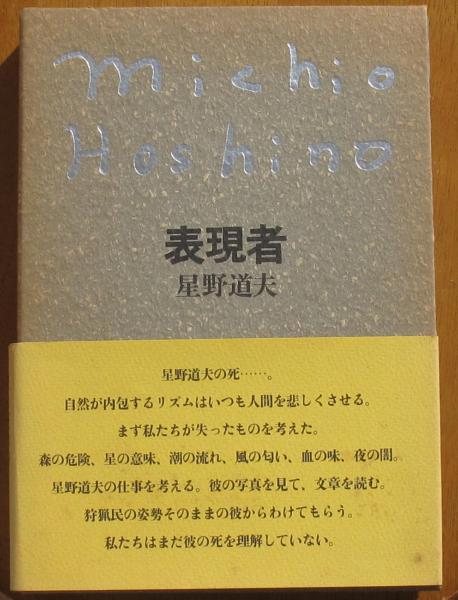 Michio
Hoshino
表現者
星野道夫
星野道夫の死……。
自然が内包するリズムはいつも人間を悲しくさせる。
まず私たちが失ったものを考えた。
森の危険、星の意味、潮の流れ、風の匂い、血の味、夜の闇。
星野道夫の仕事を考える。彼の写真を見て、文章を読む。
狩猟民の姿勢そのままの彼からわけてもらう。
私たちはまだ彼の死を理解していない。